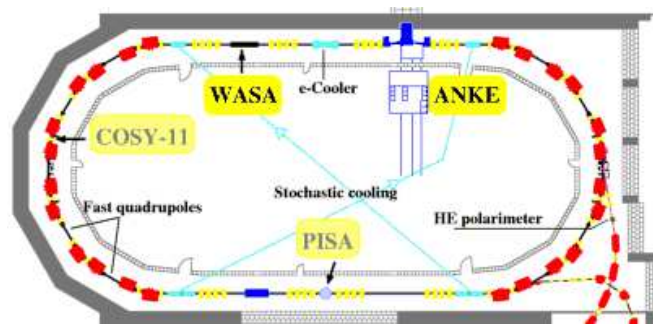 WASA
e-Cooler
ANKE
COSY-11
Stochastic cooling
Fast quadrupoles
HE polarimeter
PISA